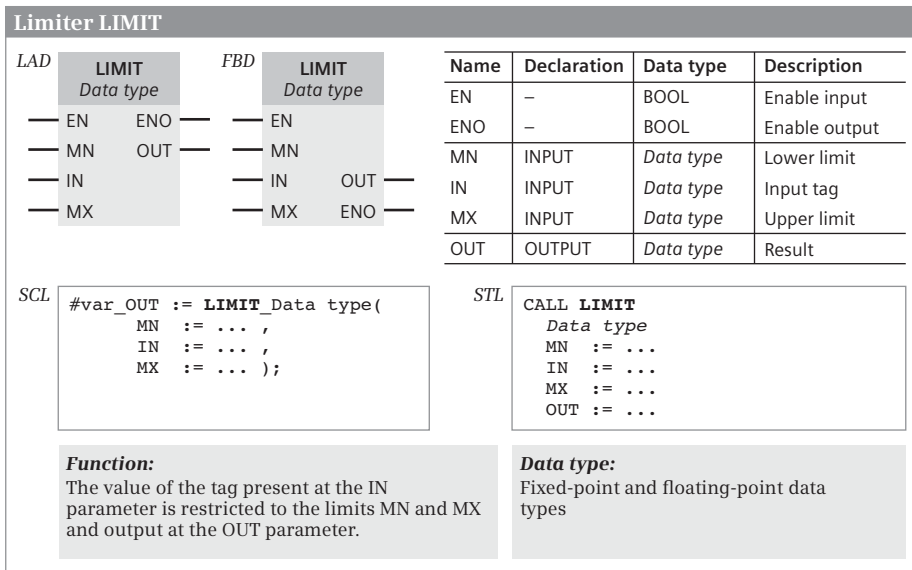 Limiter LIMIT
LAD
LIMIT
Data type
EN ENO
MN OUT
IN
MX
FBD
LIMIT
Data type
EN
MN
IN OUT
MX ENO
Name Declaration Data type Description
EN – BOOL Enable input
ENO – BOOL Enable output
MN INPUT Data type Lower limit
IN INPUT Data type Input tag
MX INPUT Data type Upper limit
OUT OUTPUT Data type Result
SCL
#var_OUT := LIMIT_Data type(
MN := ... ,
IN := ... ,
MX := ... );
STL
CALL LIMIT
Data type
MN := ...
IN := ...
MX := ...
OUT := ...
Function:
The value of the tag present at the IN
parameter is restricted to the limits MN and MX
and output at the OUT parameter.
Data type:
Fixed-point and floating-point data
types